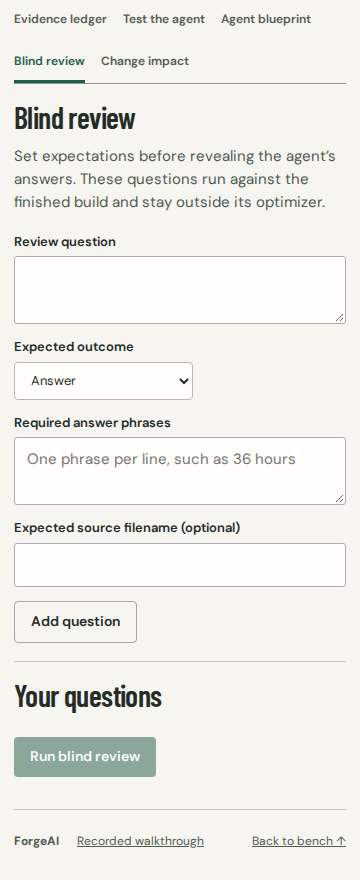 Evidence ledger Test the agent Agent blueprint
Blind review Change impact
Blind review
Set expectations before revealing the agent's
answers. These questions run against the
finished build and stay outside its optimizer.
Review question
Expected outcome
Answer
Required answer phrases
One phrase per line, such as 36 hours
Expected source filename (optional)
Add question
Your questions
Run blind review
ForgeAI Recorded walkthrough Back to bench ↑